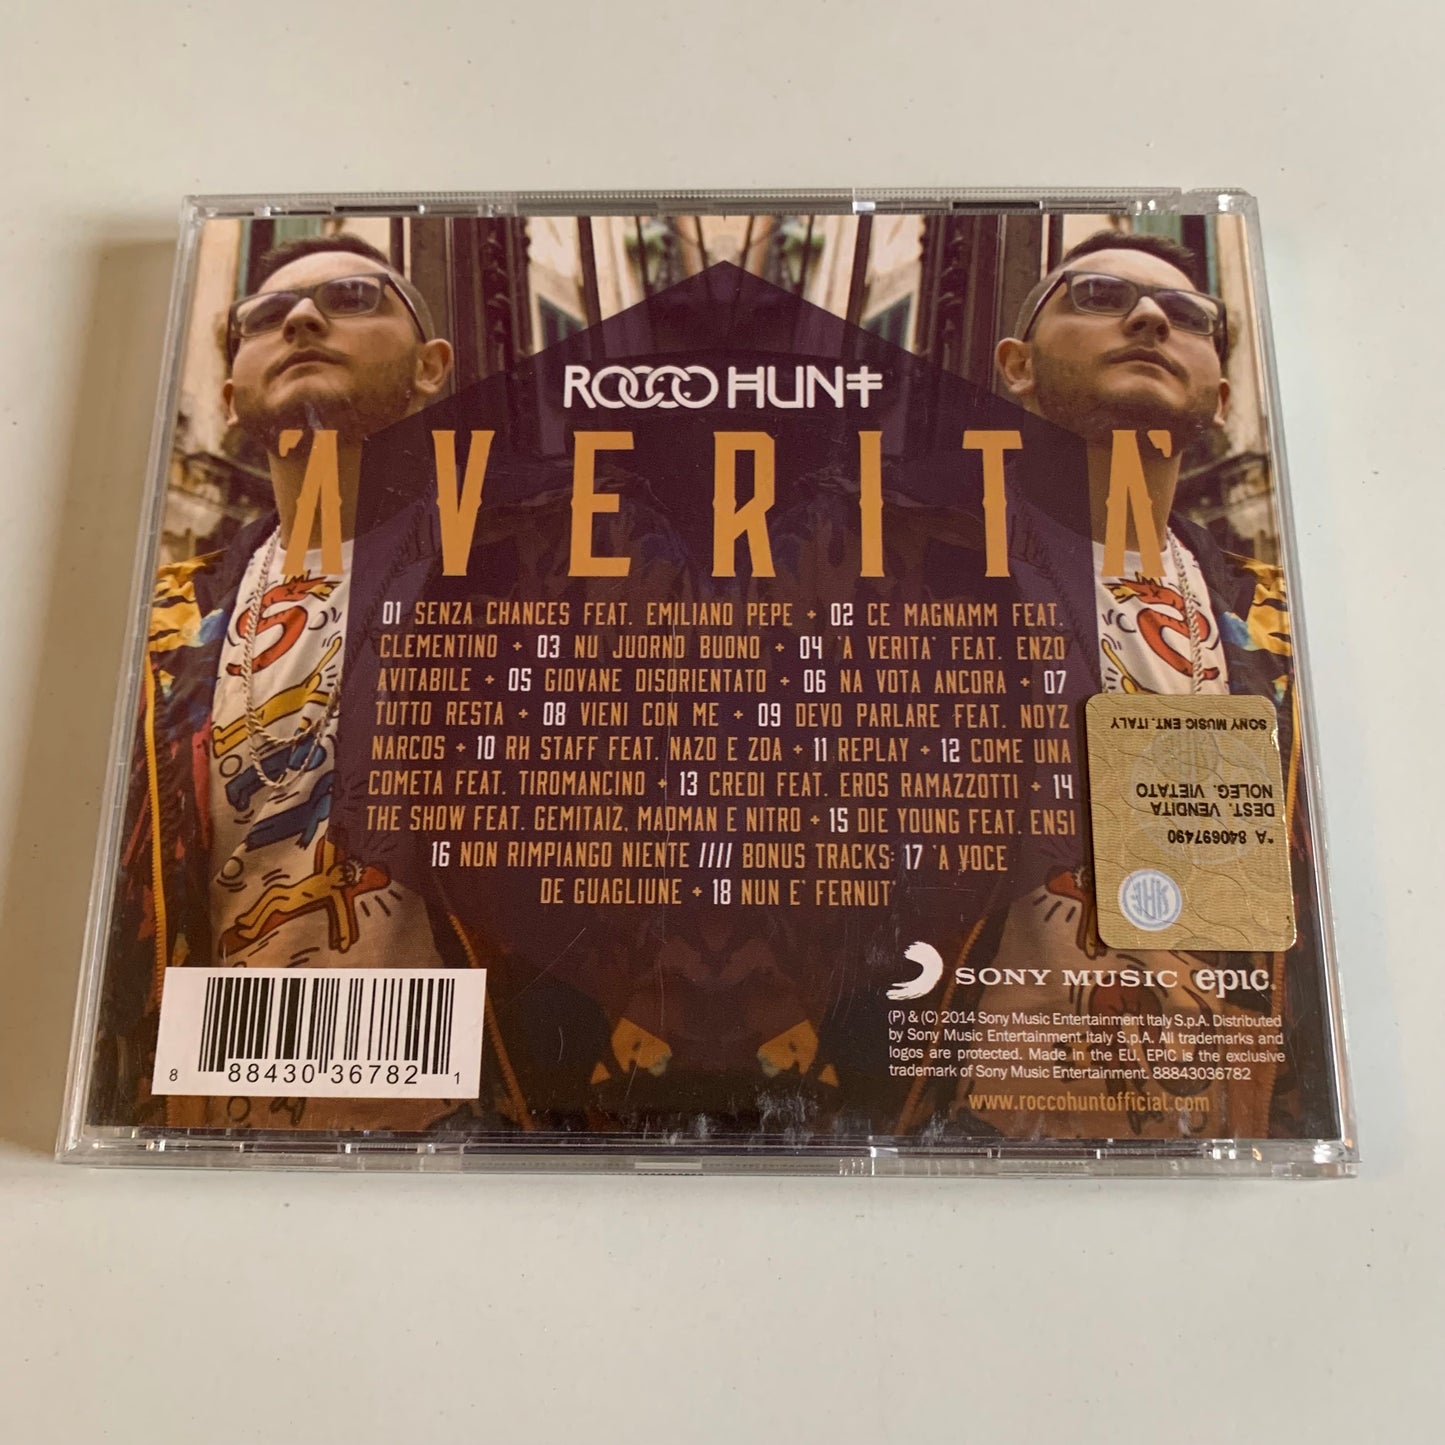 ROCCO HUNT
'A VERITÀ
01 SENZA CHANCES FEAT. EMILIANO PEPE + 02 CE MAGNAMM FEAT.
CLEMENTINO + 03 NU JUORNO BUONO + 04 'A VERITA' FEAT. ENZO
AVITABILE + 05 GIOVANE DISORIENTATO + 06 NA VOTA ANCORA + 07
TUTTO RESTA + 08 VIENI CON ME + 09 DEVO PARLARE FEAT. NOYZ
NARCOS + 10 RH STAFF FEAT. NAZO E ZOA + 11 REPLAY + 12 COME UNA
COMETA FEAT. TIROMANCINO + 13 CREDI FEAT. EROS RAMAZZOTTI + 14
THE SHOW FEAT. GEMITAIZ, MADMAN E NITRO + 15 DIE YOUNG FEAT. ENSI
16 NON RIMPIANGO NIENTE //// BONUS TRACKS: 17 'A VOCE
DE GUAGLIUNE + 18 NUN E' FERNUT'
*A 840697490
DEST. VENDITA
NOLEG. VIETATO
SONY MUSIC ENT. ITALY
8 88430 36782 1
SONY MUSIC epic®
(P) & (C) 2014 Sony Music Entertainment Italy S.p.A. Distributed
by Sony Music Entertainment Italy S.p.A. All trademarks and
logos are protected. Made in the EU. EPIC is the exclusive
trademark of Sony Music Entertainment. 88843036782
www.roccohuntofficial.com